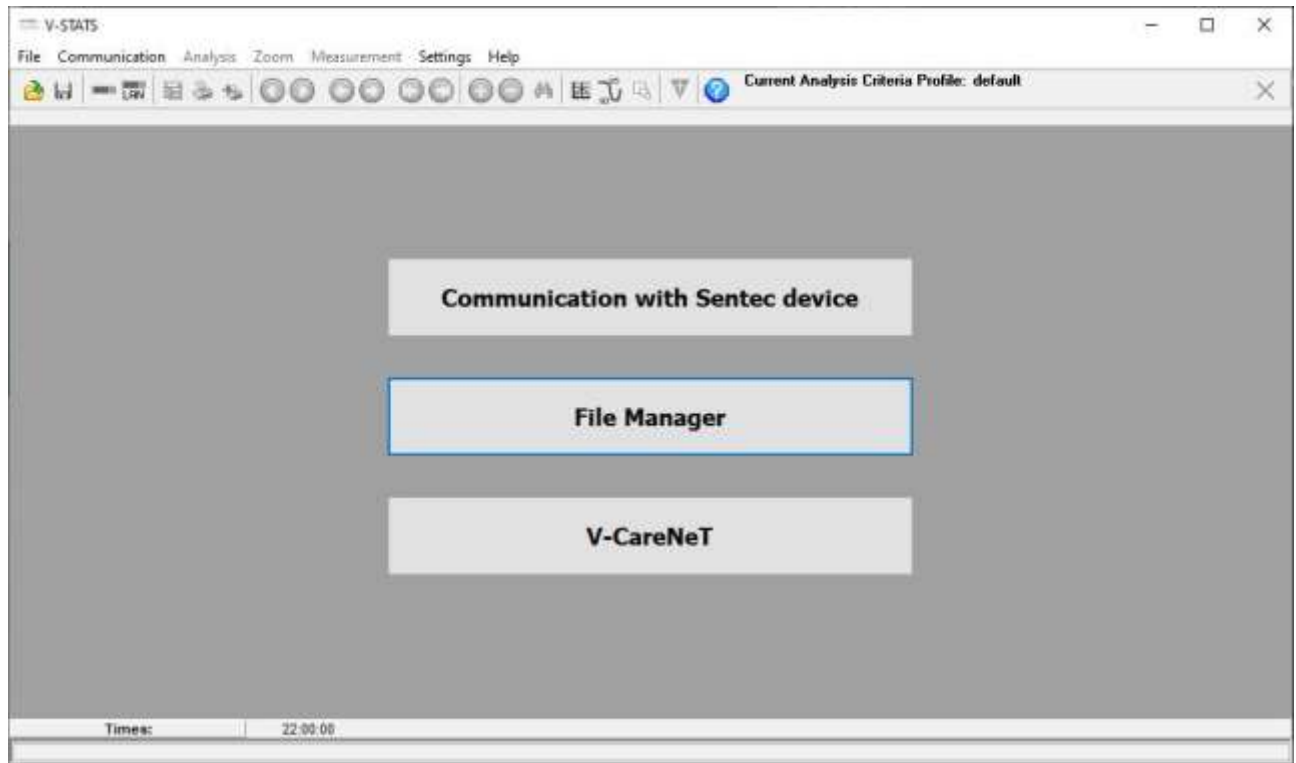 V-STATS
File Communication Analysis Zoom Measurement Settings Help
LAN Current Analysis Criteria Profile: default
Communication with Sentec device
File Manager
V-CareNeT
Times: 22:00:00